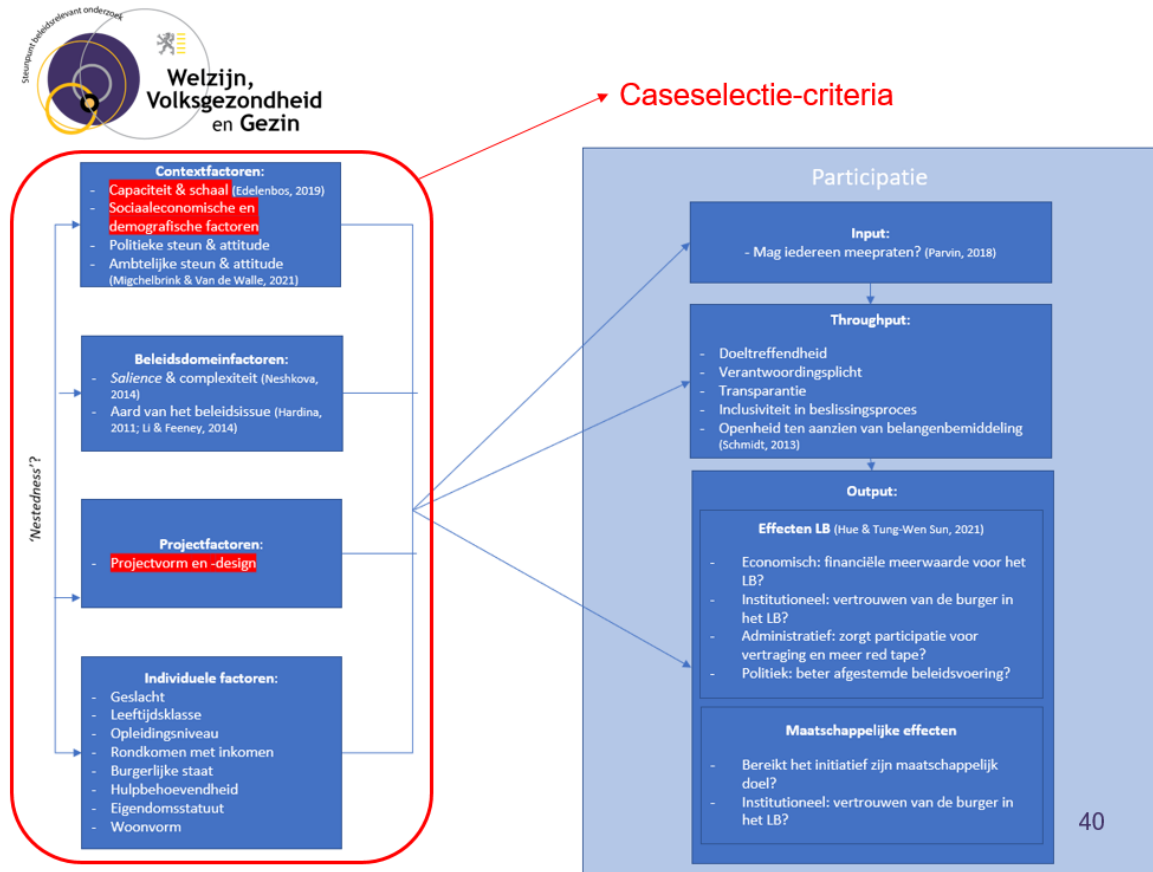 Steunpunt beleidsrelevant onderzoek
Welzijn,
Volksgezondheid
en Gezin
Caseselectie-criteria
'Nestedness'?
Contextfactoren:
- Capaciteit & schaal (Edelenbos, 2019)
- Sociaaleconomische en
demografische factoren
- Politieke steun & attitude
- Ambtelijke steun & attitude
(Migchelbrink & Van de Walle, 2021)
Beleidsdomeinfactoren:
- Salience & complexiteit (Neshkova,
2014)
- Aard van het beleidsissue (Hardina,
2011; Li & Feeney, 2014)
Projectfactoren:
- Projectvorm en -design
Individuele factoren:
- Geslacht
- Leeftijdsklasse
- Opleidingsniveau
- Rondkomen met inkomen
- Burgerlijke staat
- Hulpbehoevendheid
- Eigendomsstatuut
- Woonvorm
Participatie
Input:
- Mag iedereen meepraten? (Parvin, 2018)
Throughput:
- Doeltreffendheid
- Verantwoordingsplicht
- Transparantie
- Inclusiviteit in beslissingsproces
- Openheid ten aanzien van belangenbemiddeling
(Schmidt, 2013)
Output:
Effecten LB (Hue & Tung-Wen Sun, 2021)
- Economisch: financiële meerwaarde voor het
LB?
- Institutioneel: vertrouwen van de burger in
het LB?
- Administratief: zorgt participatie voor
vertraging en meer red tape?
- Politiek: beter afgestemde beleidsvoering?
Maatschappelijke effecten
- Bereikt het initiatief zijn maatschappelijk
doel?
- Institutioneel: vertrouwen van de burger in
het LB?
40